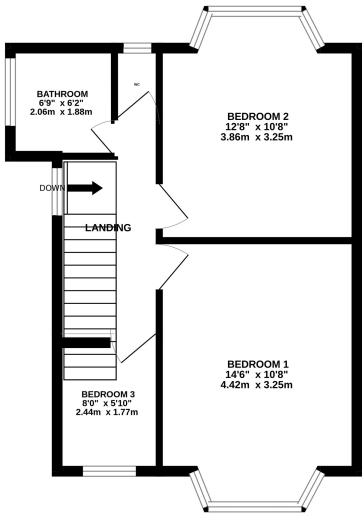 BATHROOM
6'9" x 6'2"
2.06m x 1.88m
WC
BEDROOM 2
12'8" x 10'8"
3.86m x 3.25m
DOWN
LANDING
BEDROOM 1
14'6" x 10'8"
4.42m x 3.25m
BEDROOM 3
8'0" x 5'10"
2.44m x 1.77m